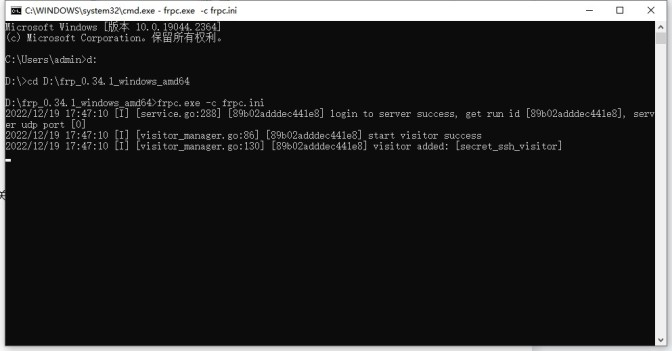 C:\WINDOWS\system32\cmd.exe - frpc.exe -c frpc.ini
Microsoft Windows [版本 10.0.19044.2364]
(c) Microsoft Corporation。保留所有权利。
C:\Users\admin>d:
D:\>cd D:\frp_0.34.1_windows_amd64
D:\frp_0.34.1_windows_amd64>frpc.exe -c frpc.ini
2022/12/19 17:47:10 [I] [service.go:288] [89b02adddec441e8] login to server success, get run id [89b02adddec441e8], serv
er udp port [0]
2022/12/19 17:47:10 [I] [visitor_manager.go:86] [89b02adddec441e8] start visitor success
2022/12/19 17:47:10 [I] [visitor_manager.go:130] [89b02adddec441e8] visitor added: [secret_ssh_visitor]